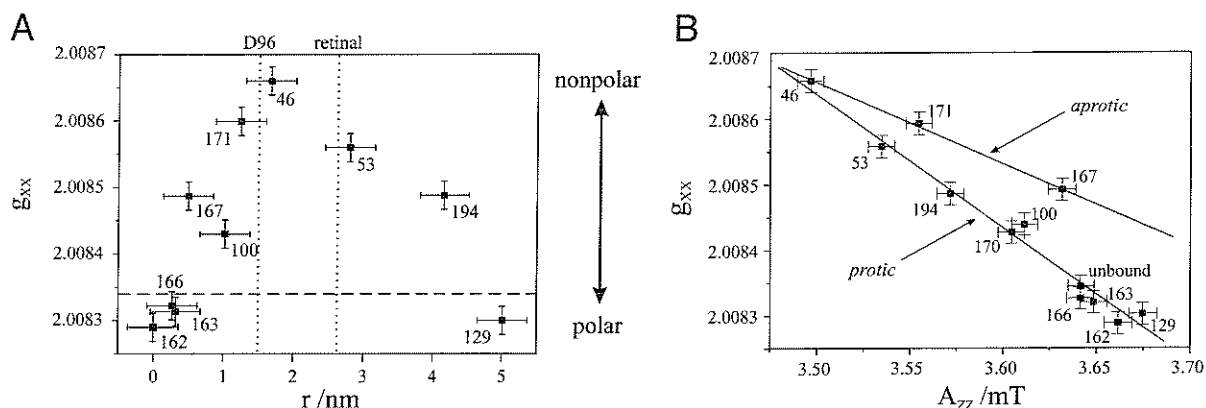 A
D96 retinal
2.0087
2.0086
2.0085
2.0084
2.0083
gxx
46
171
53
167
194
100
166
163
162
129
0 1 2 3 4 5
r /nm
nonpolar
polar
B
2.0087
2.0086
2.0085
2.0084
2.0083
gxx
46
171
aprotic
53
167
194
100
170
protic
unbound
163
166
129
162
3.50 3.55 3.60 3.65 3.70
Azz /mT